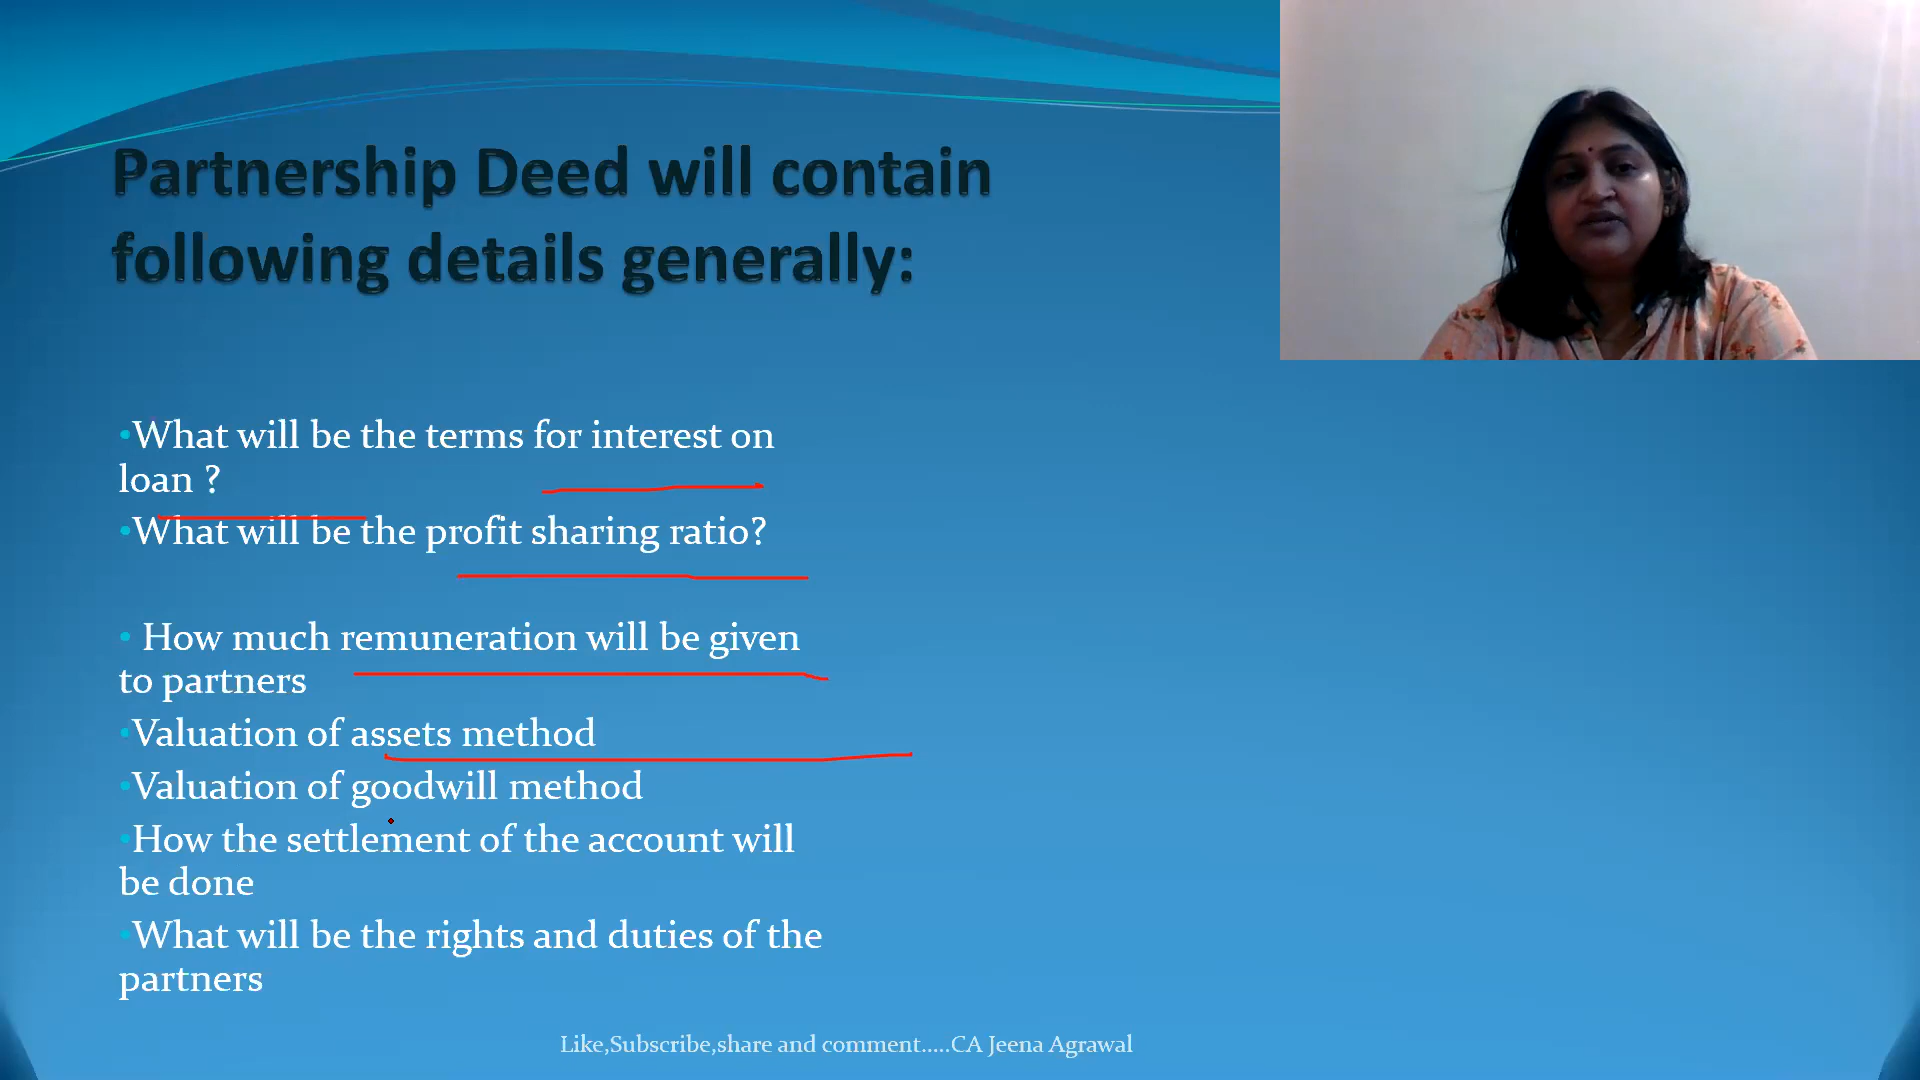 Partnership Deed will contain
following details generally:
•What will be the terms for interest on
loan ?
•What will be the profit sharing ratio?
• How much remuneration will be given
to partners
•Valuation of assets method
•Valuation of goodwill method
•How the settlement of the account will
be done
•What will be the rights and duties of the
partners
Like,Subscribe,share and comment.....CA Jeena Agrawal